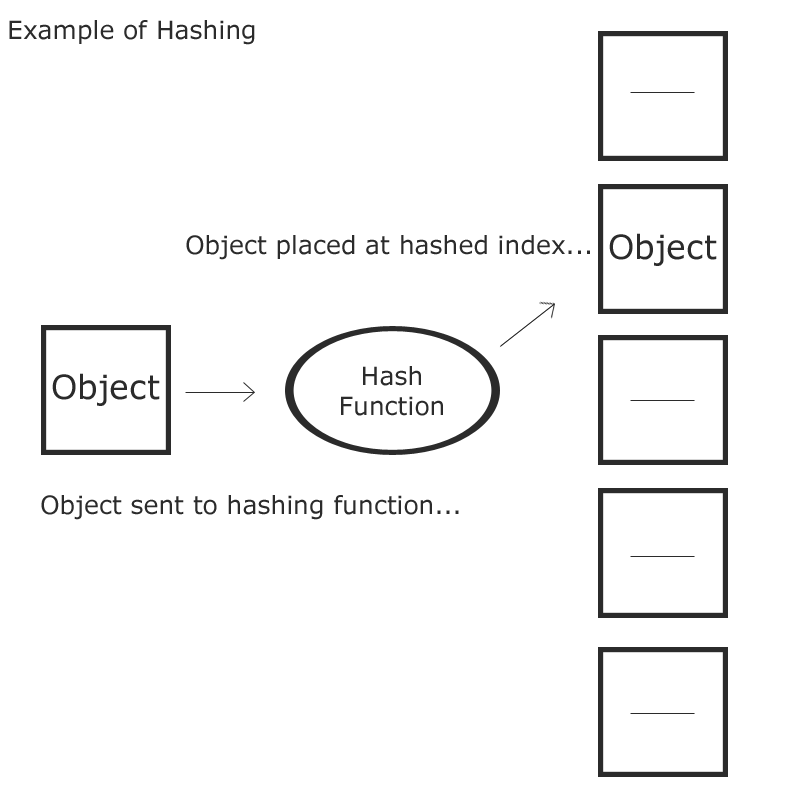 Example of Hashing
Object placed at hashed index...
Object
Object
Hash
Function
Object sent to hashing function...